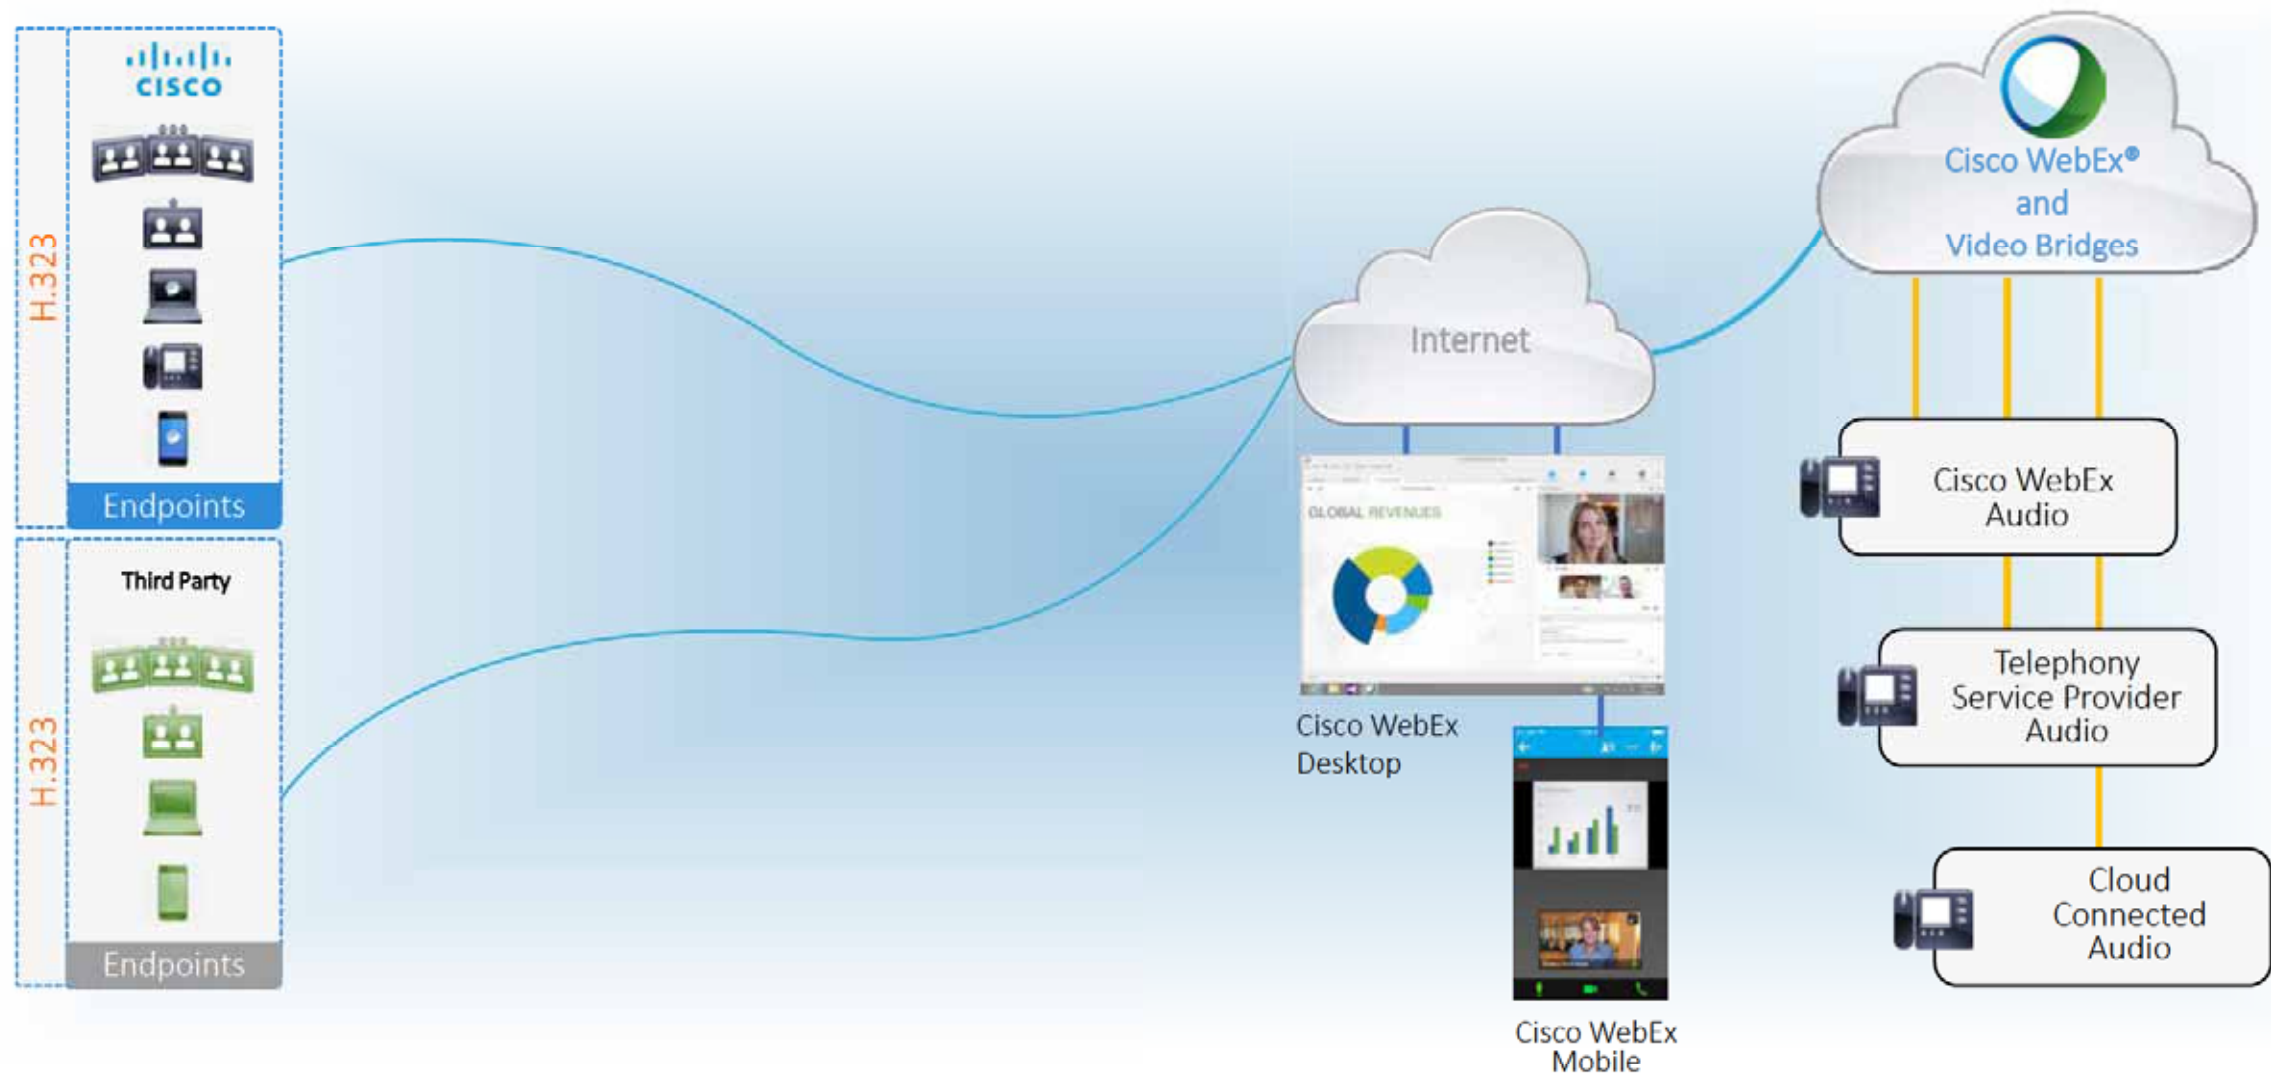 CISCO
H.323
Endpoints
Third Party
H.323
Endpoints
Internet
GLOBAL REVENUES
Cisco WebEx
Desktop
Cisco WebEx
Mobile
Cisco WebEx®
and
Video Bridges
Cisco WebEx
Audio
Telephony
Service Provider
Audio
Cloud
Connected
Audio